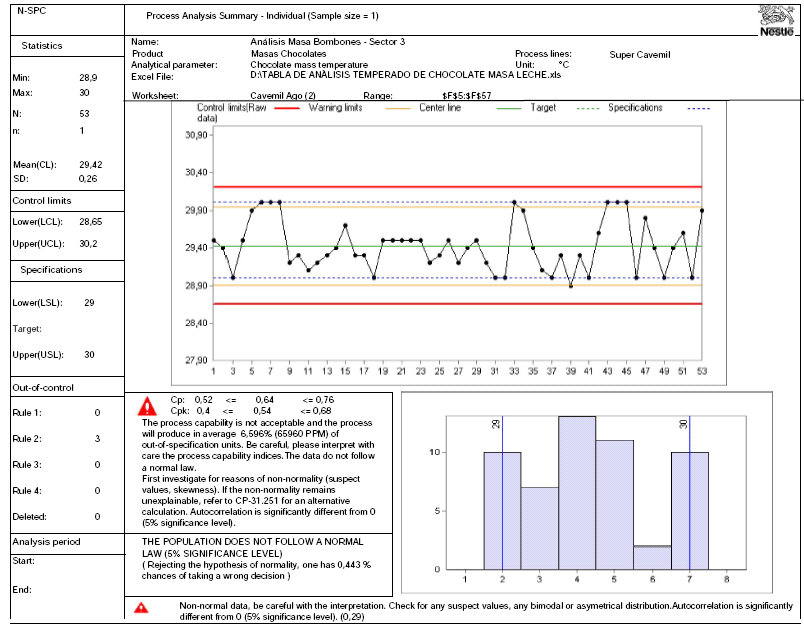 N-SPC
Process Analysis Summary - Individual (Sample size = 1)
Nestlé
Statistics
Name: Análisis Masa Bombones - Sector 3
Product Masas Chocolates Process lines: Super Cavemil
Analytical parameter: Chocolate mass temperature Unit: °C
Excel File: D:\TABLA DE ANÁLISIS TEMPERADO DE CHOCOLATE MASA LECHE.xls
Worksheet: Cavemil Ago (2) Range: $F$5:$F$57
Min: 28,9
Max: 30
N: 53
n: 1
Mean(CL): 29,42
SD: 0,26
Control limits
Lower(LCL): 28,65
Upper(UCL): 30,2
Specifications
Lower(LSL): 29
Target:
Upper(USL): 30
Out-of-control
Rule 1: 0
Rule 2: 3
Rule 3: 0
Rule 4: 0
Deleted: 0
Analysis period
Start:
End:
Control limits(Raw data) Warning limits Center line Target Specifications
30,90
30,40
29,90
29,40
28,90
28,40
27,90
1 3 5 7 9 11 13 15 17 19 21 23 25 27 29 31 33 35 37 39 41 43 45 47 49 51 53
Cp: 0,52 <= 0,64 <= 0,76
Cpk: 0,4 <= 0,54 <= 0,68
The process capability is not acceptable and the process
will produce in average 6,596% (65960 PPM) of
out-of-specification units. Be careful, please interpret with
care the process capability indices. The data do not follow
a normal law.
First investigate for reasons of non-normality (suspect
values, skewness). If the non-normality remains
unexplainable, refer to CP-31.251 for an alternative
calculation. Autocorrelation is significantly different from 0
(5% significance level).
THE POPULATION DOES NOT FOLLOW A NORMAL
LAW (5% SIGNIFICANCE LEVEL)
( Rejecting the hypothesis of normality, one has 0,443 %
chances of taking a wrong decision )
29 30
10
5
0
1 2 3 4 5 6 7 8
Non-normal data, be careful with the interpretation. Check for any suspect values, any bimodal or asymetrical distribution.Autocorrelation is significantly
different from 0 (5% significance level). (0,29)